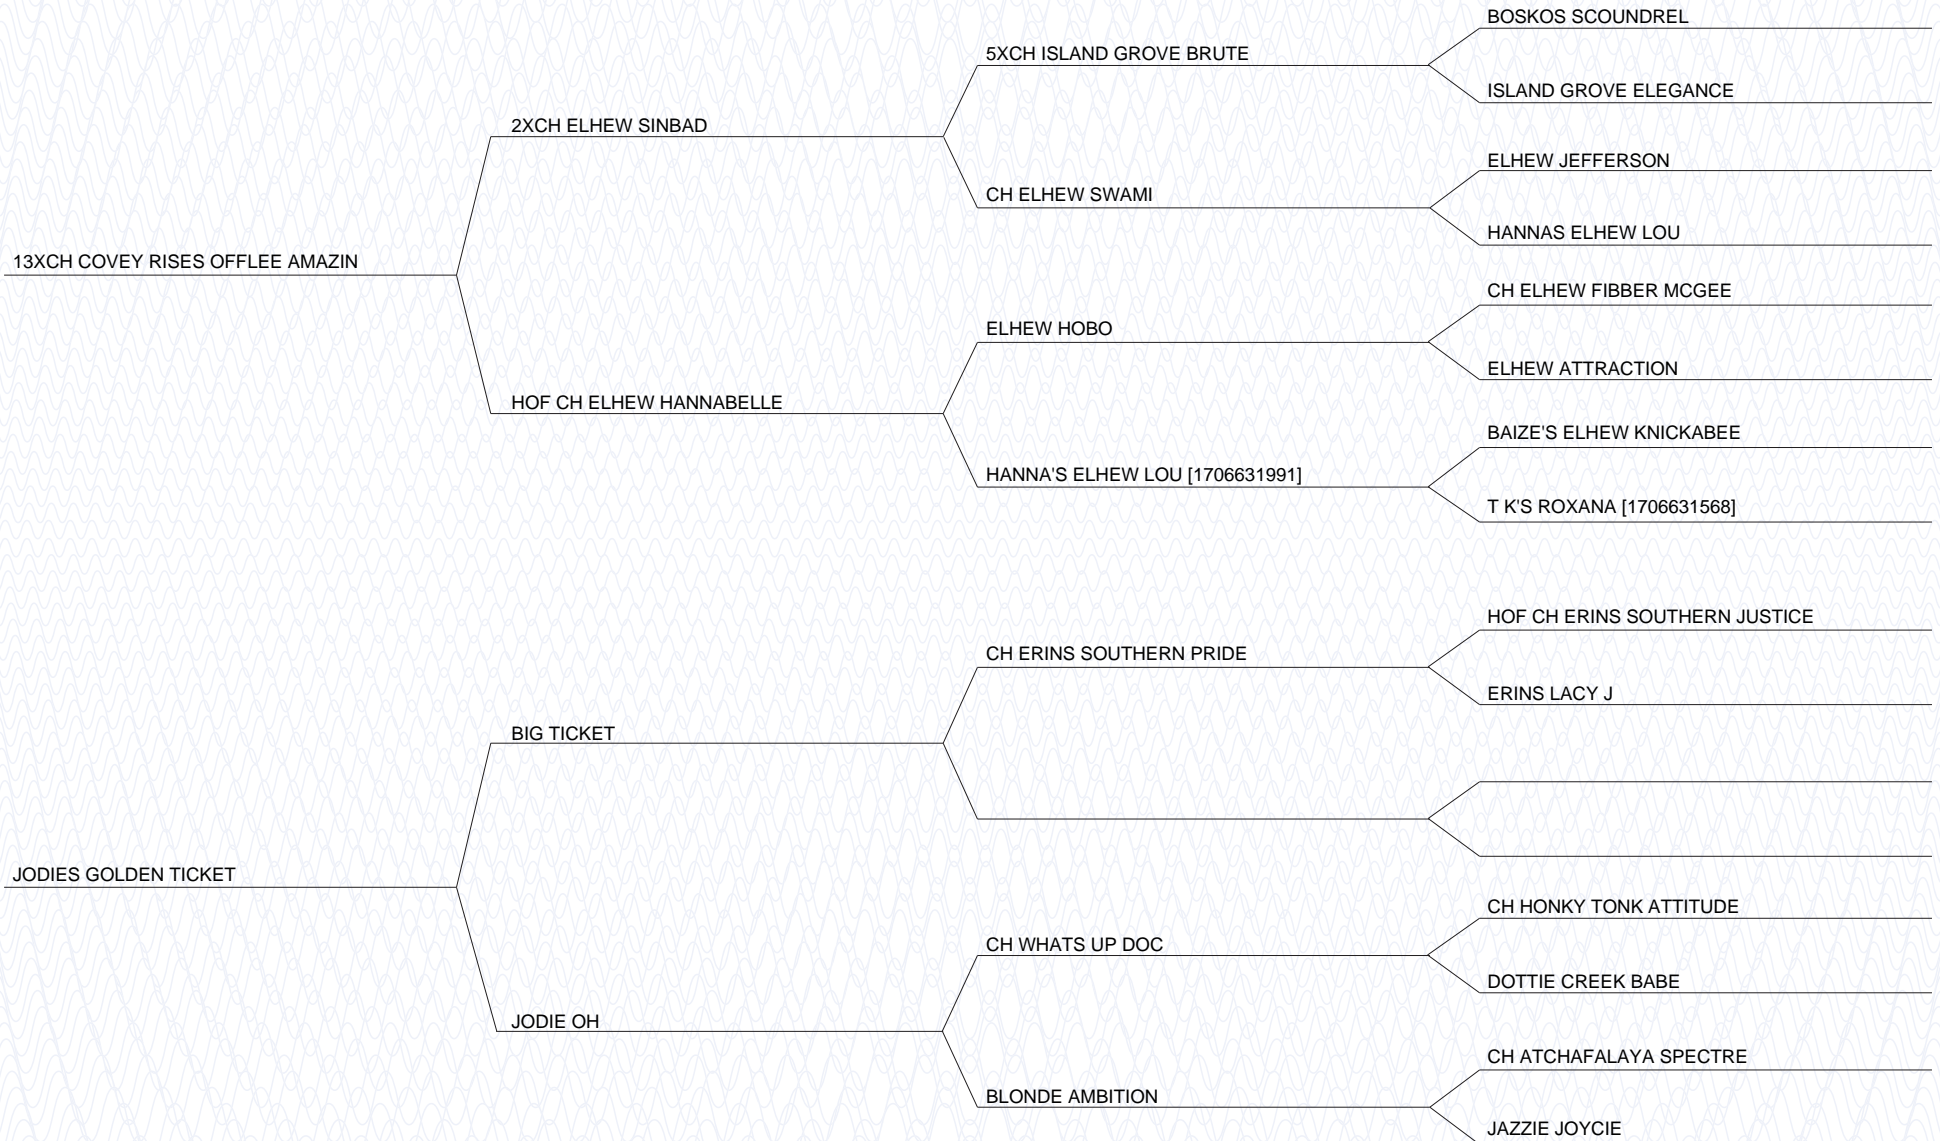 BOSKOS SCOUNDREL
5XCH ISLAND GROVE BRUTE
ISLAND GROVE ELEGANCE
2XCH ELHEW SINBAD
ELHEW JEFFERSON
CH ELHEW SWAMI
HANNAS ELHEW LOU
13XCH COVEY RISES OFFLEE AMAZIN
CH ELHEW FIBBER MCGEE
ELHEW HOBO
ELHEW ATTRACTION
HOF CH ELHEW HANNABELLE
BAIZE'S ELHEW KNICKABEE
HANNA'S ELHEW LOU [1706631991]
T K'S ROXANA [1706631568]
HOF CH ERINS SOUTHERN JUSTICE
CH ERINS SOUTHERN PRIDE
ERINS LACY J
BIG TICKET
JODIES GOLDEN TICKET
CH HONKY TONK ATTITUDE
CH WHATS UP DOC
DOTTIE CREEK BABE
JODIE OH
CH ATCHAFALAYA SPECTRE
BLONDE AMBITION
JAZZIE JOYCIE